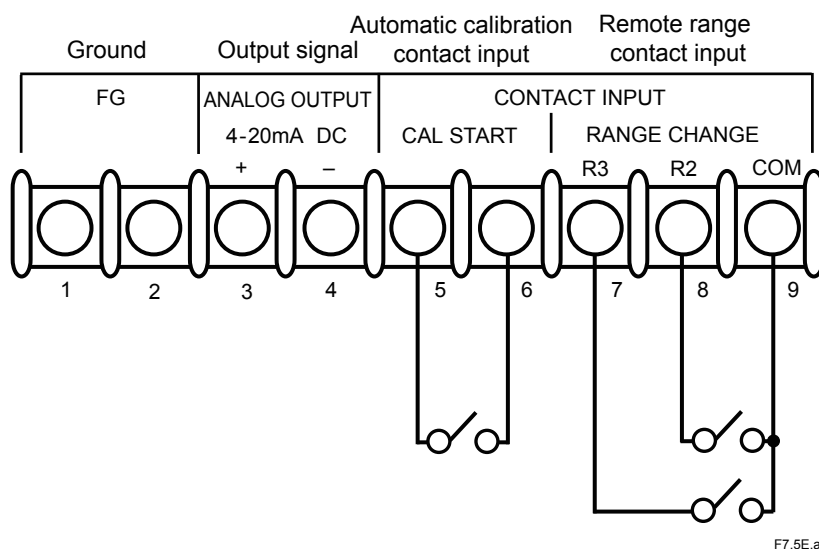 Ground
Output signal
Automatic calibration
contact input
Remote range
contact input
FG
ANALOG OUTPUT
4-20mA DC
+ –
CONTACT INPUT
CAL START
RANGE CHANGE
R3 R2 COM
1 2 3 4 5 6 7 8 9
F7.5E.a